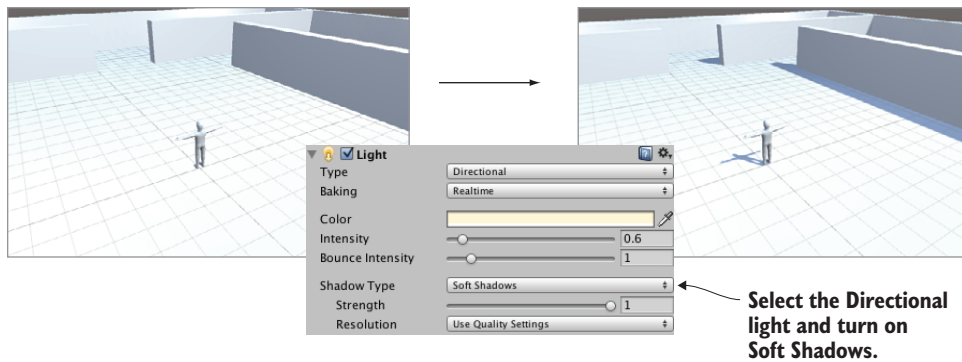 Light
Type Directional
Baking Realtime
Color
Intensity 0.6
Bounce Intensity 1
Shadow Type Soft Shadows
Strength 1
Resolution Use Quality Settings
Select the Directional
light and turn on
Soft Shadows.